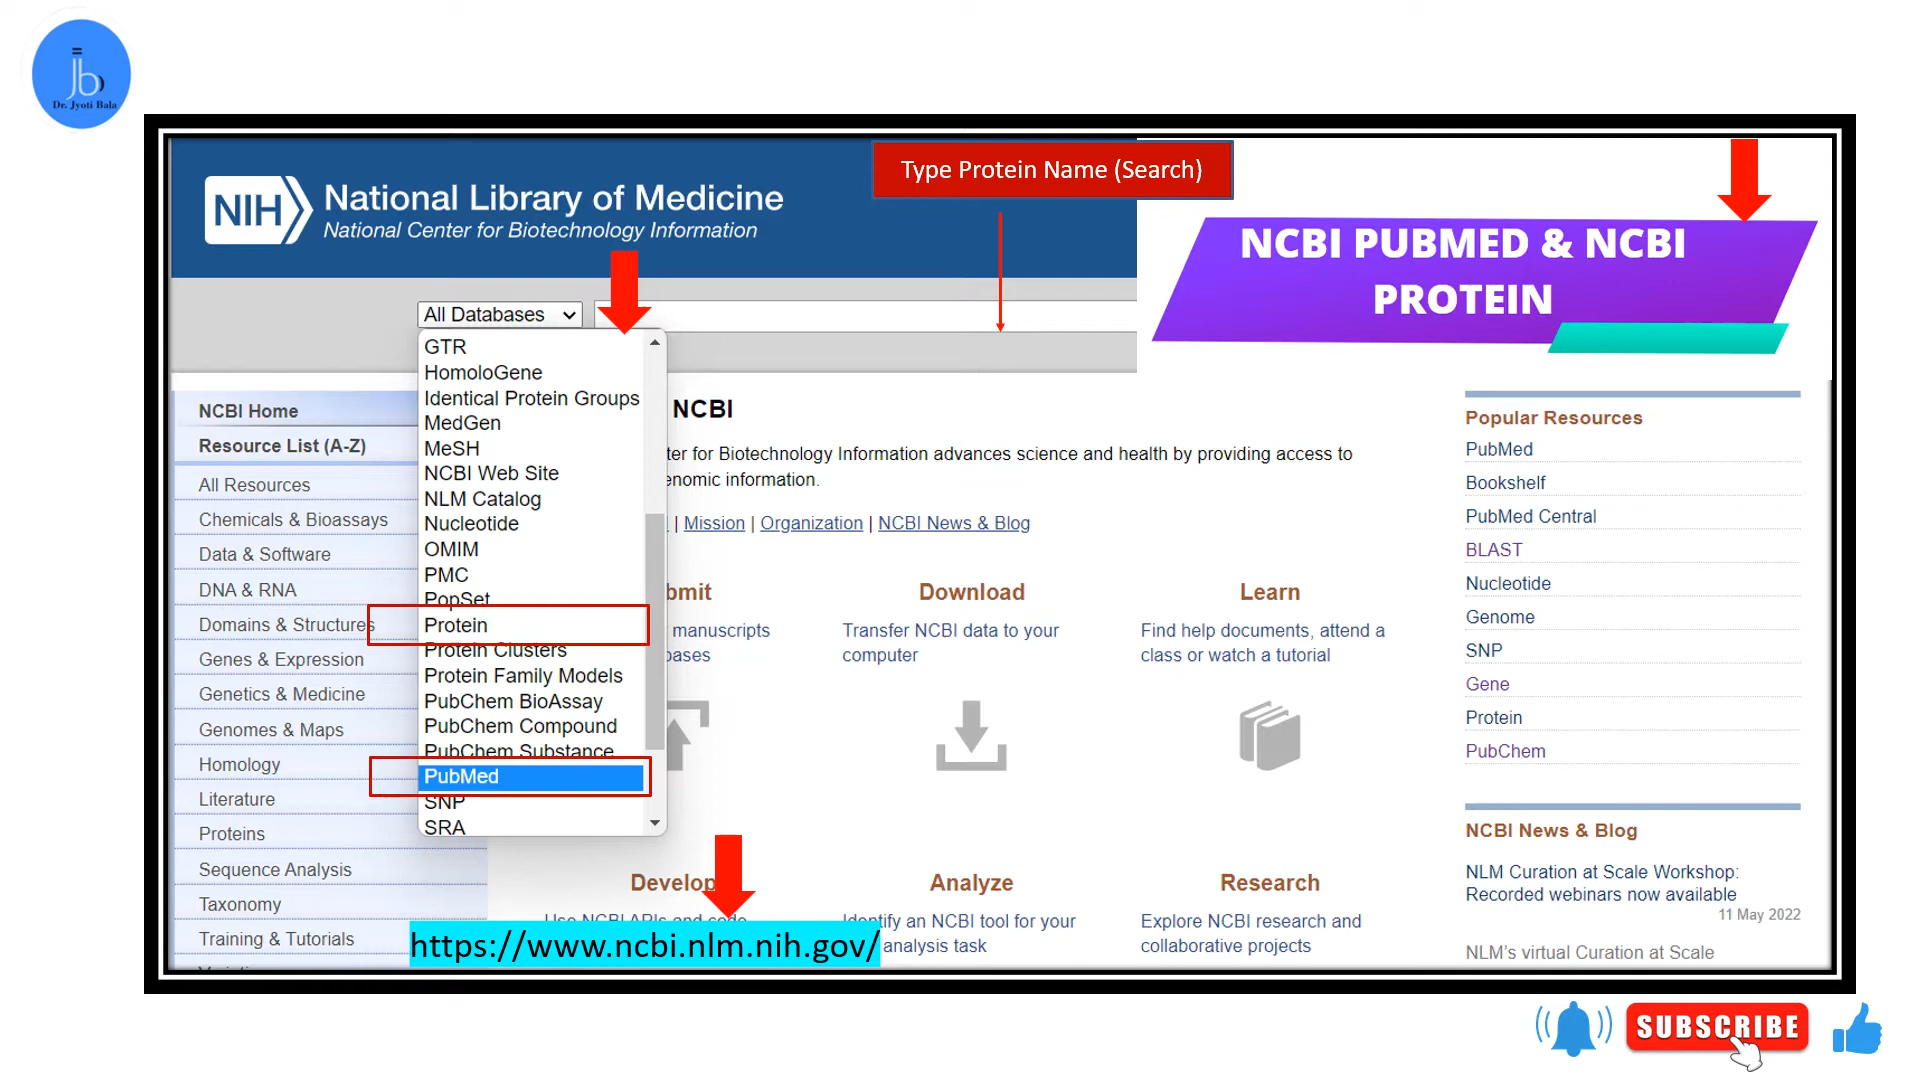 jb
Dr. Jyoti Bala
Type Protein Name (Search)
NIH
National Library of Medicine
National Center for Biotechnology Information
NCBI PUBMED & NCBI
PROTEIN
All Databases
GTR
HomoloGene
Identical Protein Groups
MedGen
MeSH
NCBI Web Site
NLM Catalog
Nucleotide
OMIM
PMC
PopSet
Protein
Protein Clusters
Protein Family Models
PubChem BioAssay
PubChem Compound
PubChem Substance
PubMed
SNP
SRA
NCBI Home
Resource List (A-Z)
All Resources
Chemicals & Bioassays
Data & Software
DNA & RNA
Domains & Structures
Genes & Expression
Genetics & Medicine
Genomes & Maps
Homology
Literature
Proteins
Sequence Analysis
Taxonomy
Training & Tutorials
NCBI
ter for Biotechnology Information advances science and health by providing access to
enomic information.
| Mission | Organization | NCBI News & Blog
bmit
manuscripts
bases
Download
Transfer NCBI data to your
computer
Learn
Find help documents, attend a
class or watch a tutorial
Develop
Use NCBI APIs and code
Analyze
Identify an NCBI tool for your
analysis task
Research
Explore NCBI research and
collaborative projects
https://www.ncbi.nlm.nih.gov/
Popular Resources
PubMed
Bookshelf
PubMed Central
BLAST
Nucleotide
Genome
SNP
Gene
Protein
PubChem
NCBI News & Blog
NLM Curation at Scale Workshop:
Recorded webinars now available
11 May 2022
NLM's virtual Curation at Scale
SUBSCRIBE